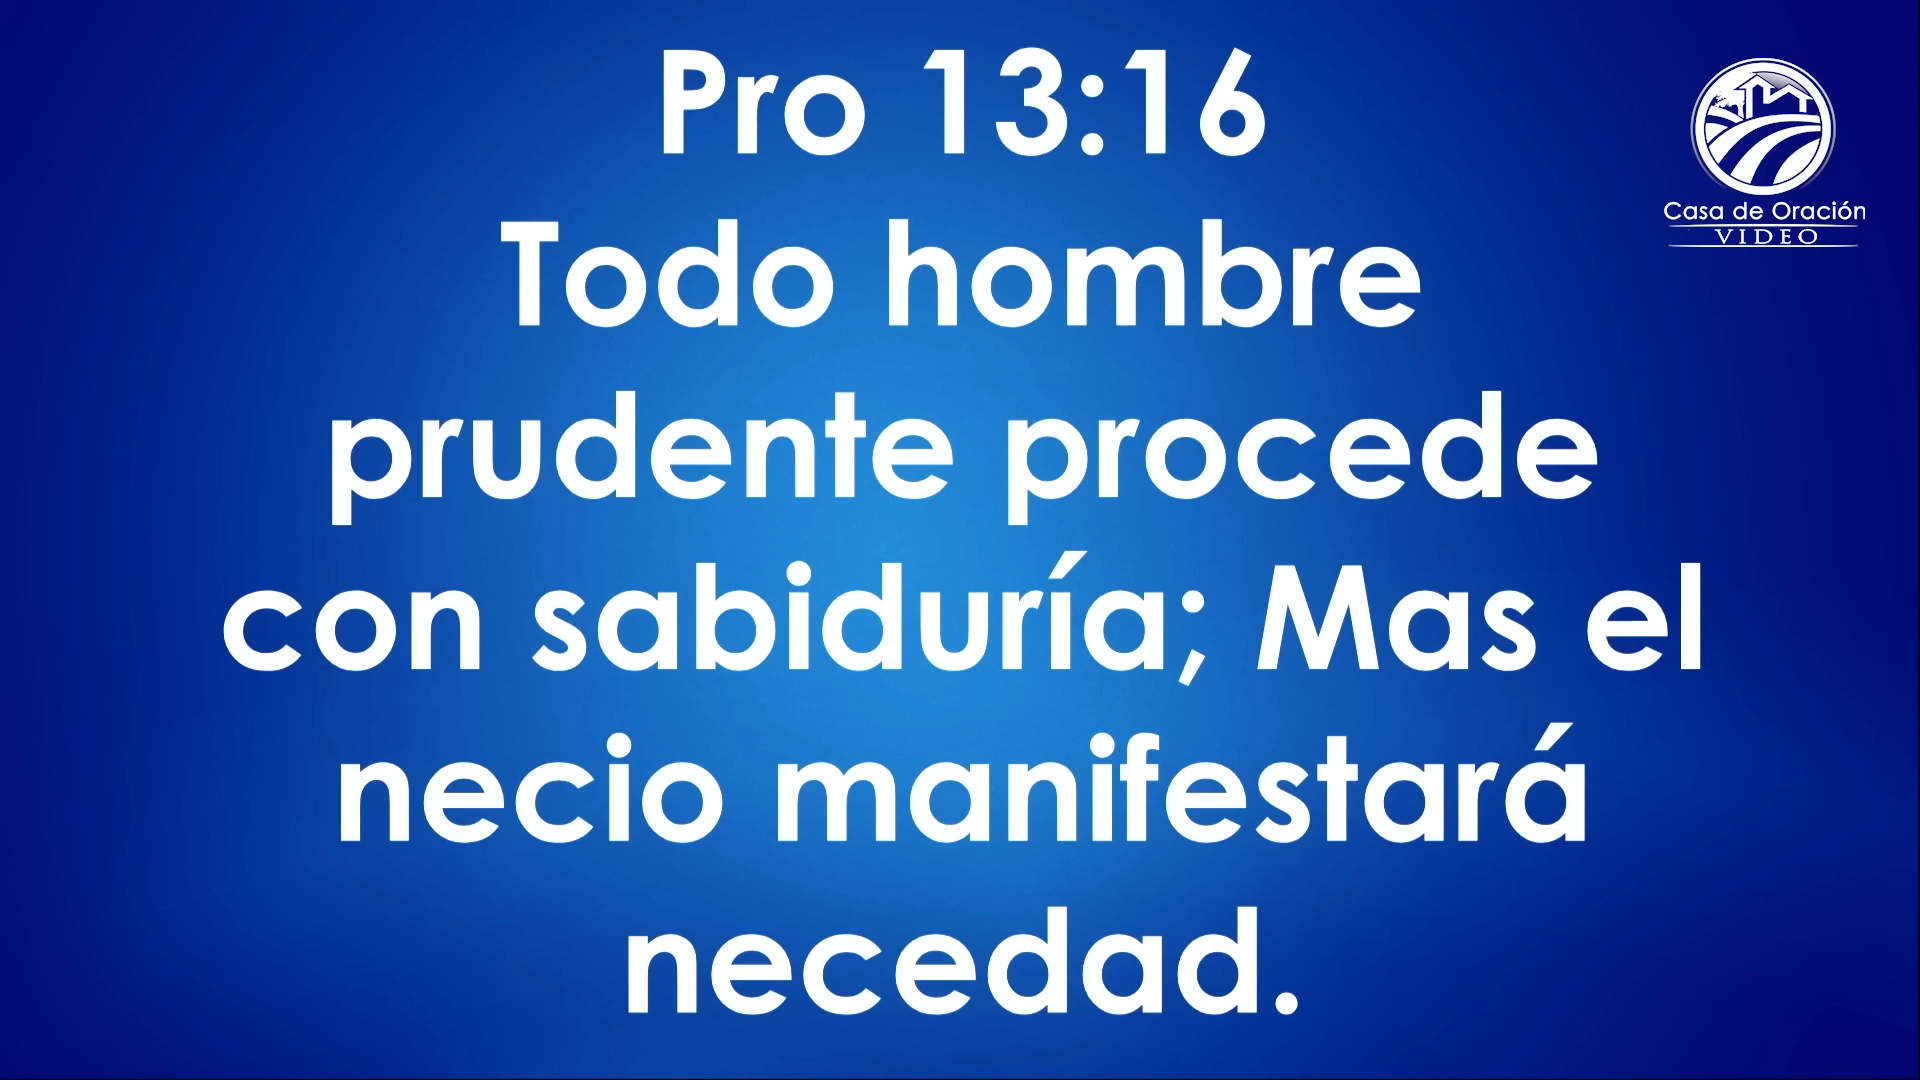 Pro 13:16
Todo hombre
prudente procede
con sabiduría; Mas el
necio manifestará
necedad.
Casa de Oración
VIDEO